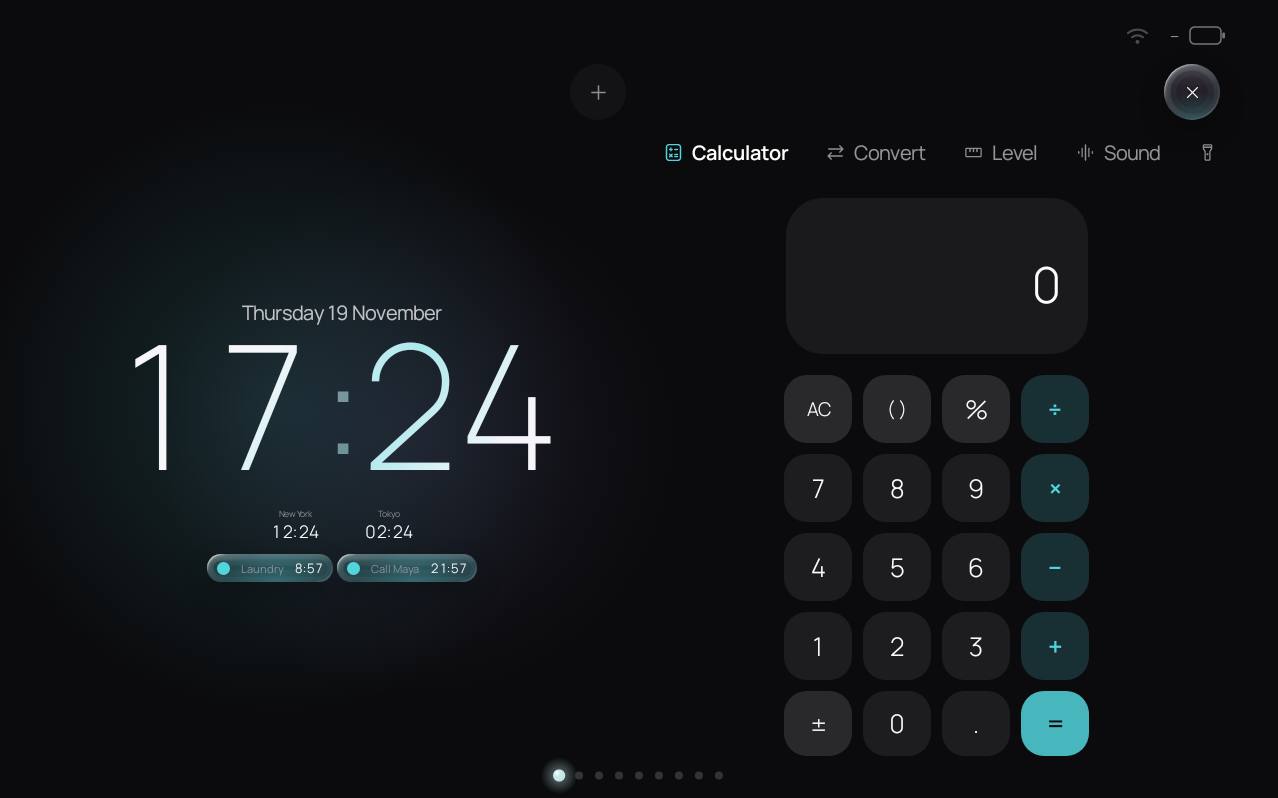 –
+
Calculator Convert Level Sound
0
Thursday 19 November
17:24
New York Tokyo
12:24 02:24
Laundry 8:57 Call Maya 21:57
AC ( ) % ÷
7 8 9 ×
4 5 6 −
1 2 3 +
± 0 . =